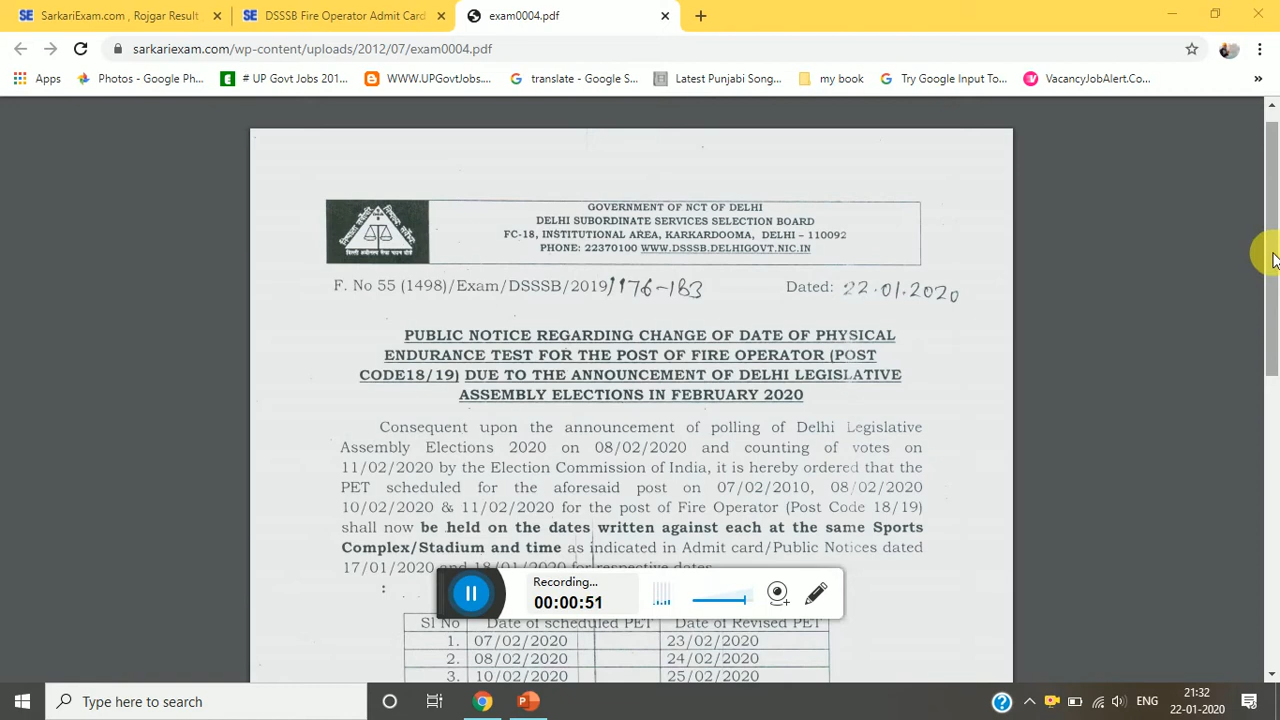 SarkariExam.com , Rojgar Result
DSSSB Fire Operator Admit Card
exam0004.pdf
sarkariexam.com/wp-content/uploads/2012/07/exam0004.pdf
Apps
Photos - Google Ph...
# UP Govt Jobs 201...
WWW.UPGovtJobs....
translate - Google S...
Latest Punjabi Song...
my book
Try Google Input To...
VacancyJobAlert.Co...
GOVERNMENT OF NCT OF DELHI
DELHI SUBORDINATE SERVICES SELECTION BOARD
FC-18, INSTITUTIONAL AREA, KARKARDOOMA, DELHI – 110092
PHONE: 22370100 WWW.DSSSB.DELHIGOVT.NIC.IN
F. No 55 (1498)/Exam/DSSSB/2019/176-183 Dated: 22.01.2020
PUBLIC NOTICE REGARDING CHANGE OF DATE OF PHYSICAL
ENDURANCE TEST FOR THE POST OF FIRE OPERATOR (POST
CODE18/19) DUE TO THE ANNOUNCEMENT OF DELHI LEGISLATIVE
ASSEMBLY ELECTIONS IN FEBRUARY 2020
Consequent upon the announcement of polling of Delhi Legislative
Assembly Elections 2020 on 08/02/2020 and counting of votes on
11/02/2020 by the Election Commission of India, it is hereby ordered that the
PET scheduled for the aforesaid post on 07/02/2010, 08/02/2020
10/02/2020 & 11/02/2020 for the post of Fire Operator (Post Code 18/19)
shall now be held on the dates written against each at the same Sports
Complex/Stadium and time as indicated in Admit card/Public Notices dated
17/01/2020 and 18/01/2020 for respective dates
:
Recording...
00:00:51
Sl No Date of scheduled PET Date of Revised PET
1. 07/02/2020 23/02/2020
2. 08/02/2020 24/02/2020
3. 10/02/2020 25/02/2020
Type here to search
ENG
21:32
22-01-2020